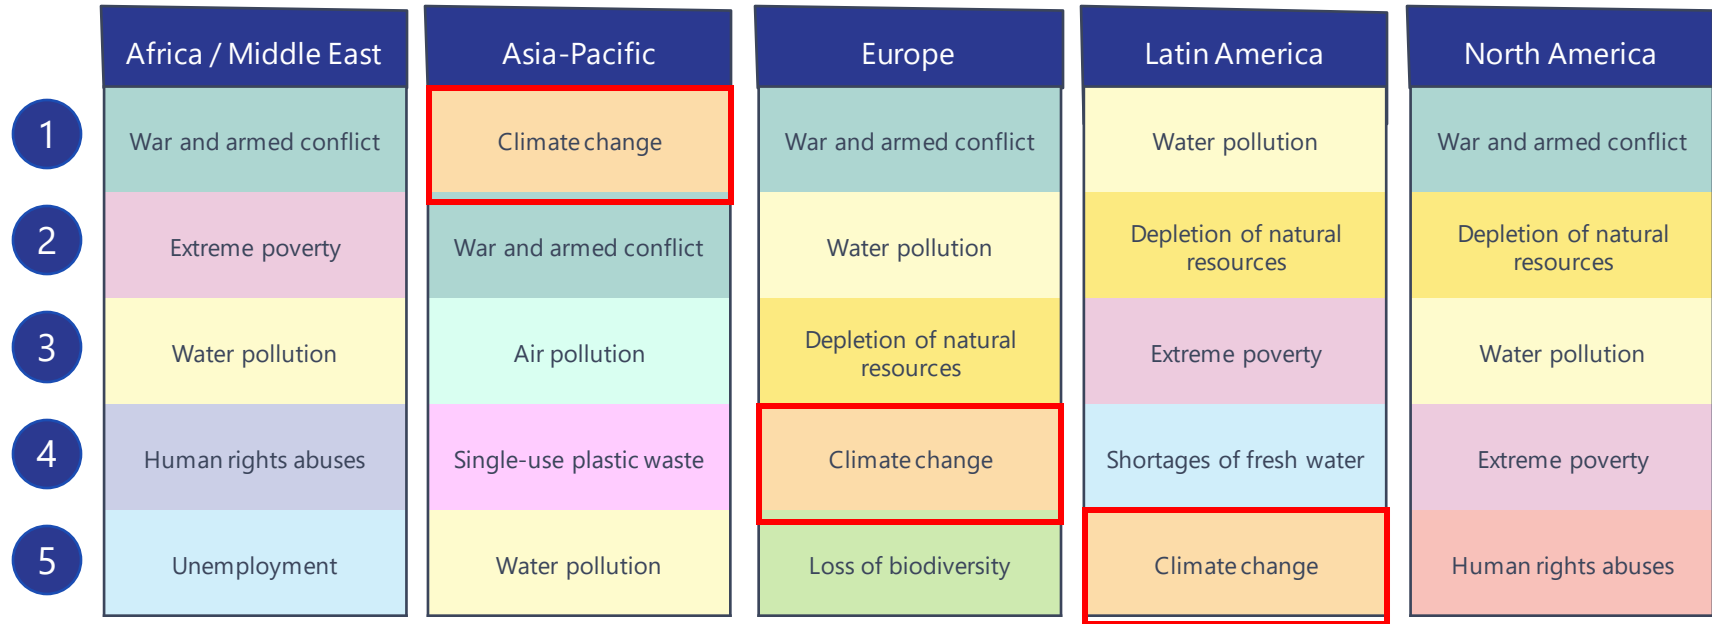 Africa / Middle East
Asia-Pacific
Europe
Latin America
North America
1
War and armed conflict
Climate change
War and armed conflict
Water pollution
War and armed conflict
2
Extreme poverty
War and armed conflict
Water pollution
Depletion of natural
resources
Depletion of natural
resources
3
Water pollution
Air pollution
Depletion of natural
resources
Extreme poverty
Water pollution
4
Human rights abuses
Single-use plastic waste
Climate change
Shortages of fresh water
Extreme poverty
5
Unemployment
Water pollution
Loss of biodiversity
Climate change
Human rights abuses